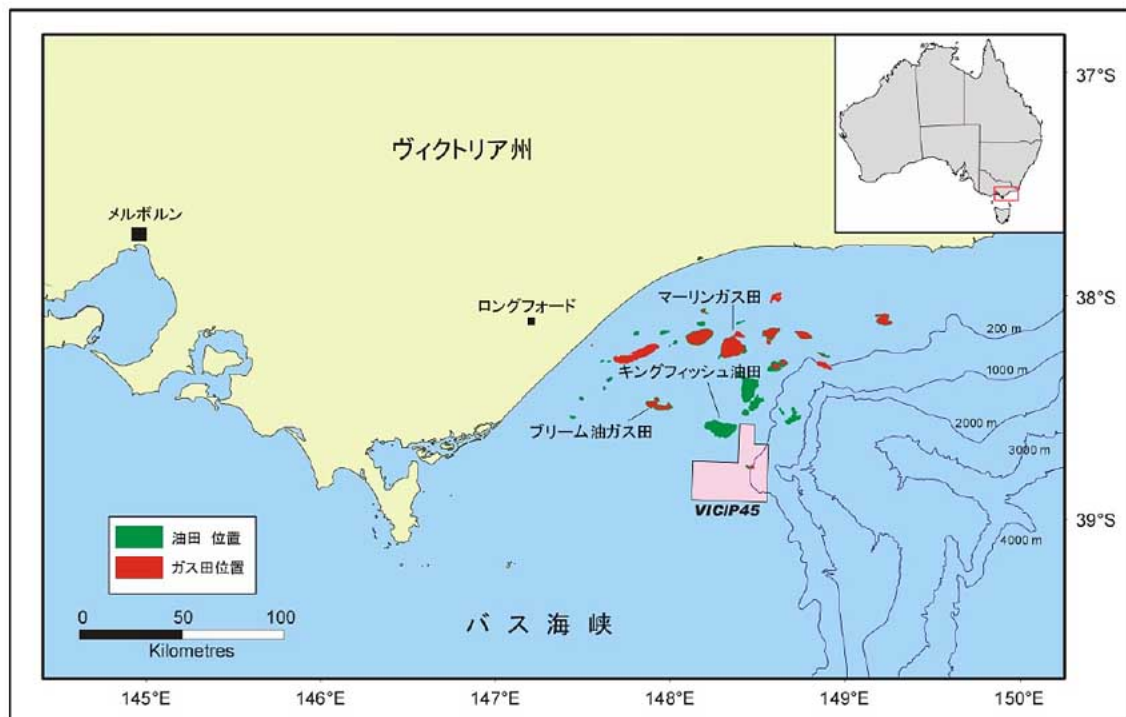 37°S
ヴィクトリア州
メルボルン
38°S
マーリンガス田
ロングフォード
200 m
キングフィッシュ油田
1000 m
ブリーム油ガス田
2000 m
3000 m
VIC/P45
39°S
4000 m
油田 位置
ガス田位置
0 50 100
Kilometres
バス海峡
145°E 146°E 147°E 148°E 149°E 150°E